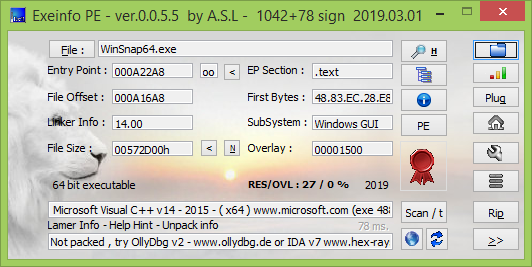 Exeinfo PE - ver.0.0.5.5 by A.S.L - 1042+78 sign 2019.03.01
File : WinSnap64.exe H
Entry Point : 000A22A8 oo < EP Section : .text
File Offset : 000A16A8 First Bytes : 48.83.EC.28.E8 Plug
Linker Info : 14.00 SubSystem : Windows GUI PE
File Size : 00572D00h < N Overlay : 00001500
64 bit executable RES/OVL : 27 / 0 % 2019
Microsoft Visual C++ v14 - 2015 - ( x64 ) www.microsoft.com (exe 488 Scan / t Rip
Lamer Info - Help Hint - Unpack info 78 ms.
Not packed , try OllyDbg v2 - www.ollydbg.de or IDA v7 www.hex-ray >>